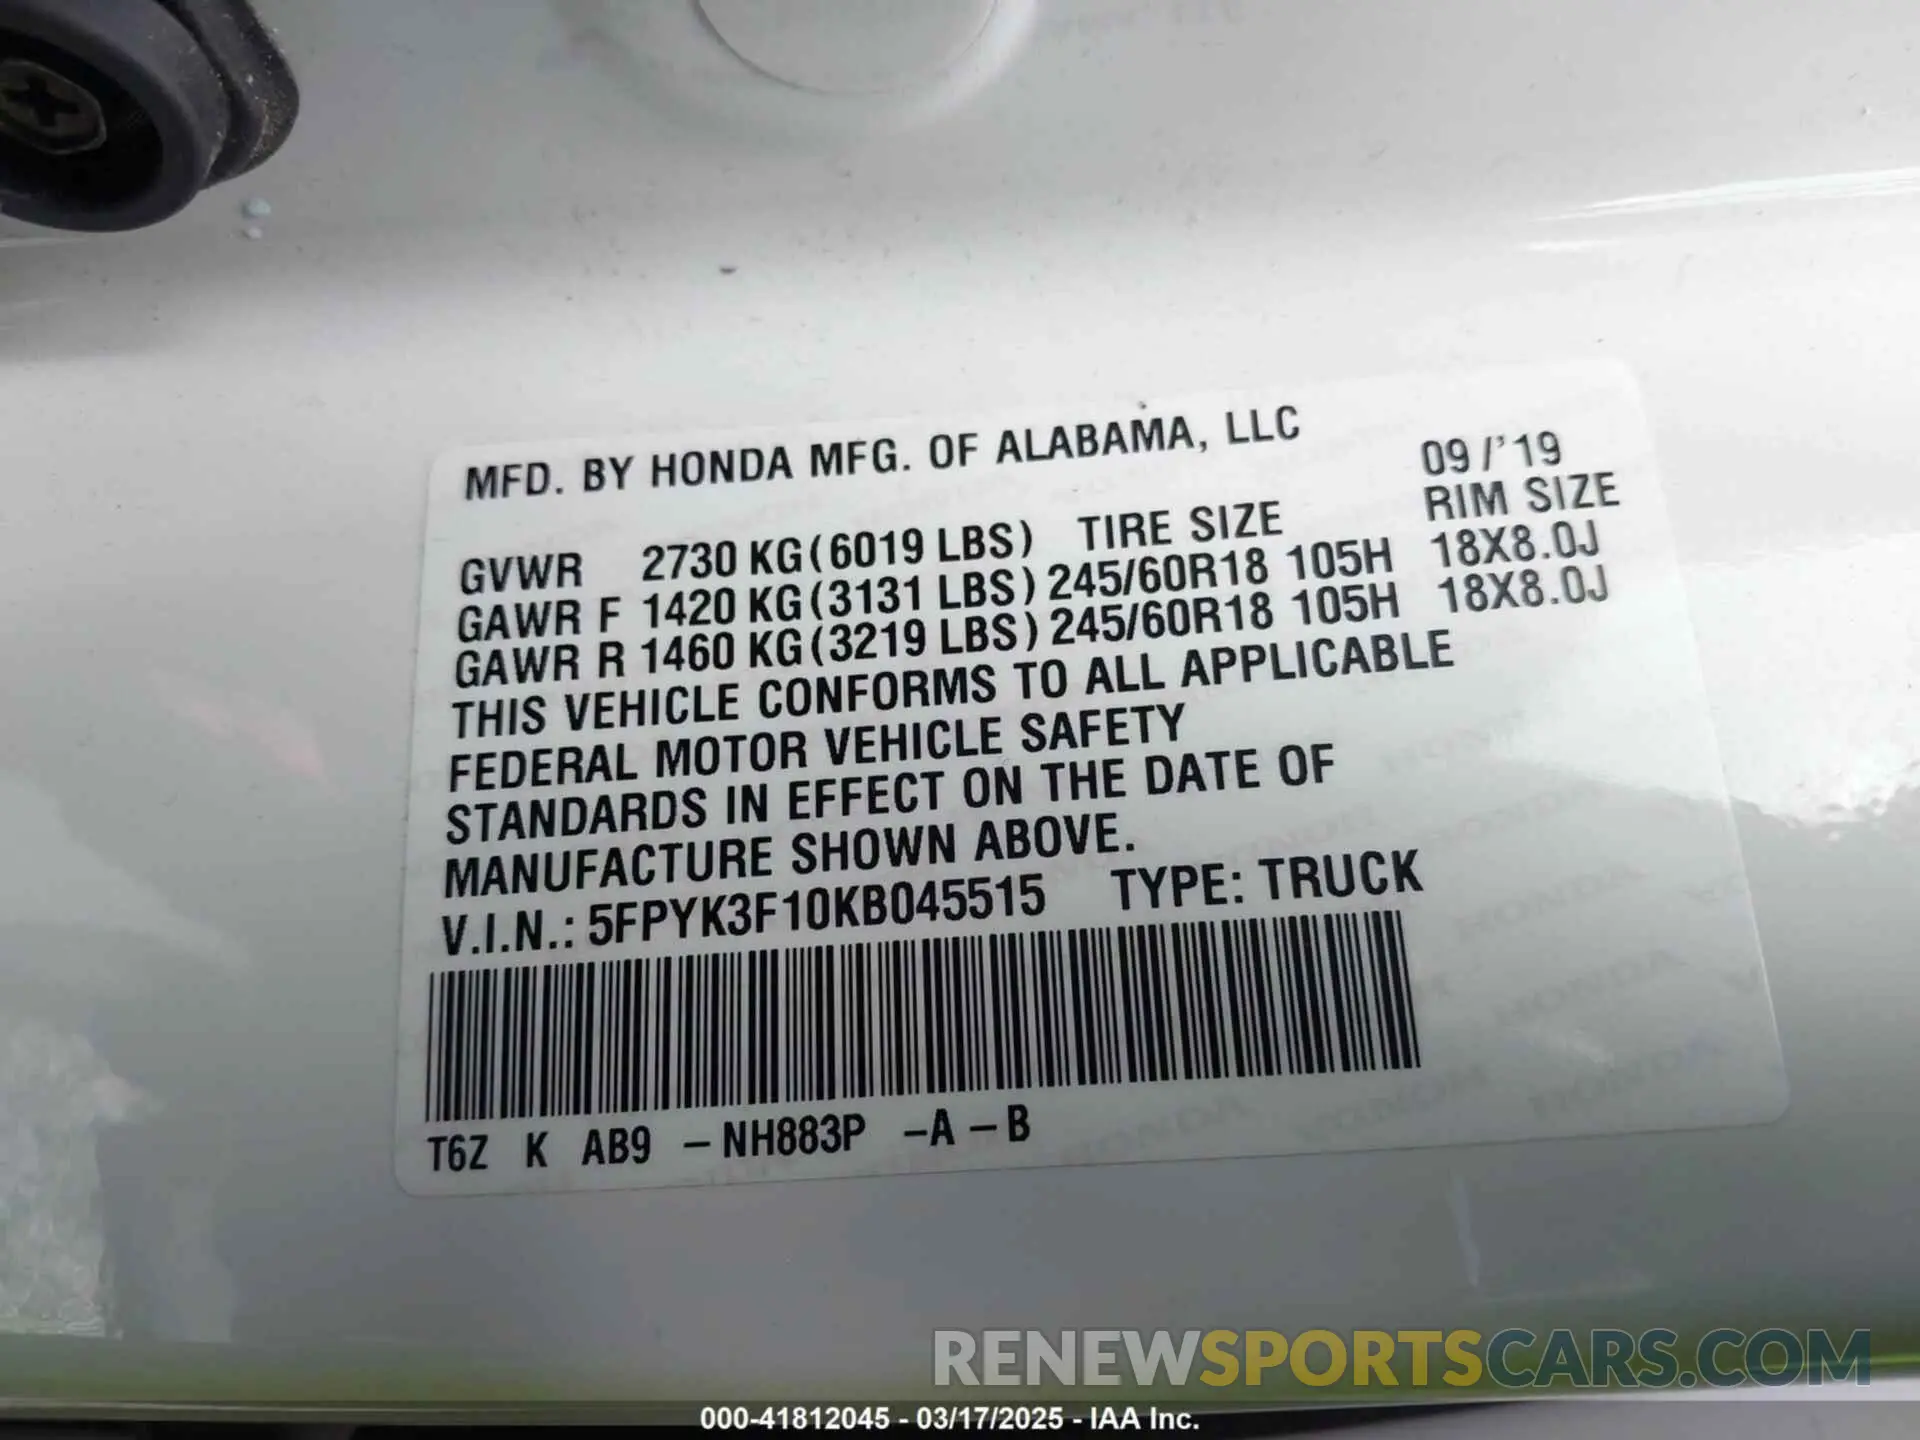 MFD. BY HONDA MFG. OF ALABAMA, LLC
09/'19
GVWR 2730 KG(6019 LBS) TIRE SIZE RIM SIZE
GAWR F 1420 KG(3131 LBS) 245/60R18 105H 18X8.0J
GAWR R 1460 KG(3219 LBS) 245/60R18 105H 18X8.0J
THIS VEHICLE CONFORMS TO ALL APPLICABLE
FEDERAL MOTOR VEHICLE SAFETY
STANDARDS IN EFFECT ON THE DATE OF
MANUFACTURE SHOWN ABOVE.
V.I.N.: 5FPYK3F10KB045515 TYPE: TRUCK
T6Z K AB9 -NH883P -A -B
RENEWSPORTSCARS.COM
000-41812045 - 03/17/2025 - IAA Inc.